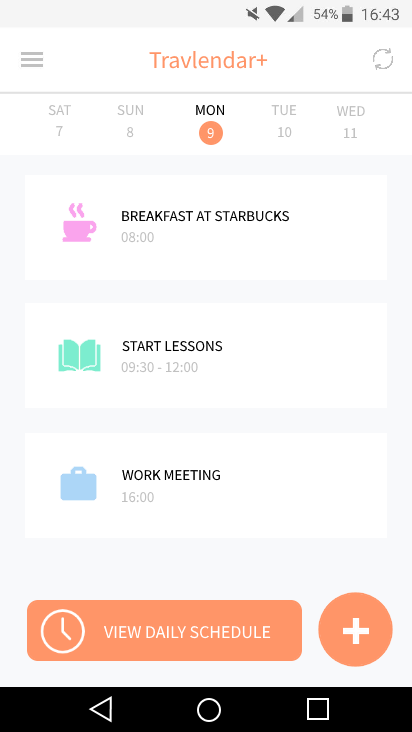 54% 16:43
Travlendar+
SAT SUN MON TUE WED
7 8 9 10 11
BREAKFAST AT STARBUCKS
08:00
START LESSONS
09:30 - 12:00
WORK MEETING
16:00
VIEW DAILY SCHEDULE